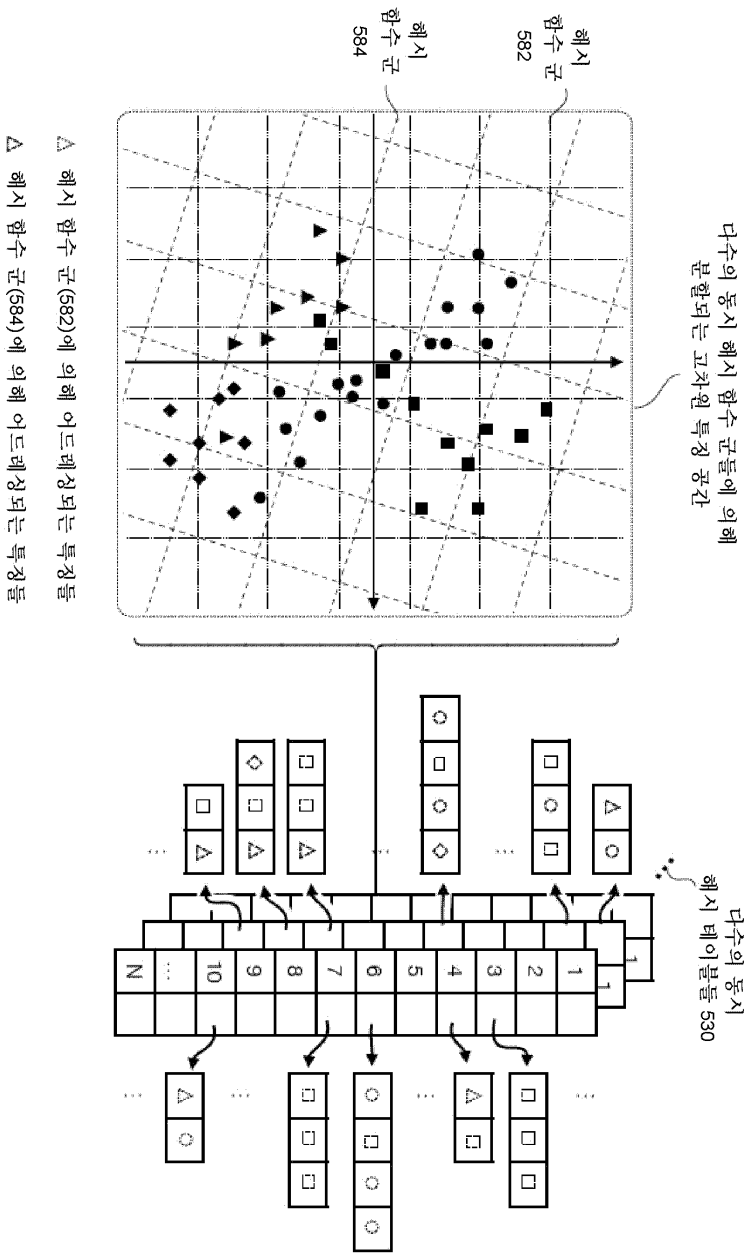 다수의 동시 해시 함수 군들에 의해
분할되는 고차원 특징 공간
해시
함수 군
582
해시
함수 군
584
다수의 동시
해시 테이블들 530
1
1
1
2
3
4
5
6
7
8
9
10
...
N
해시 함수 군(582)에 의해 어드레싱되는 특징들
해시 함수 군(584)에 의해 어드레싱되는 특징들